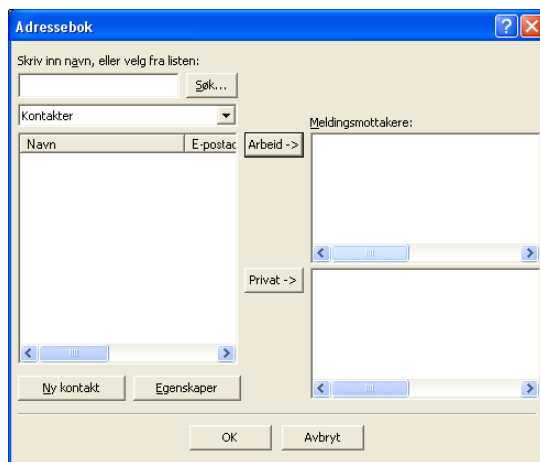 Adressebok
Skriv inn navn, eller velg fra listen:
Søk...
Kontakter
Meldingsmottakere:
Navn E-postad
Arbeid ->
Privat ->
Ny kontakt Egenskaper
OK Avbryt